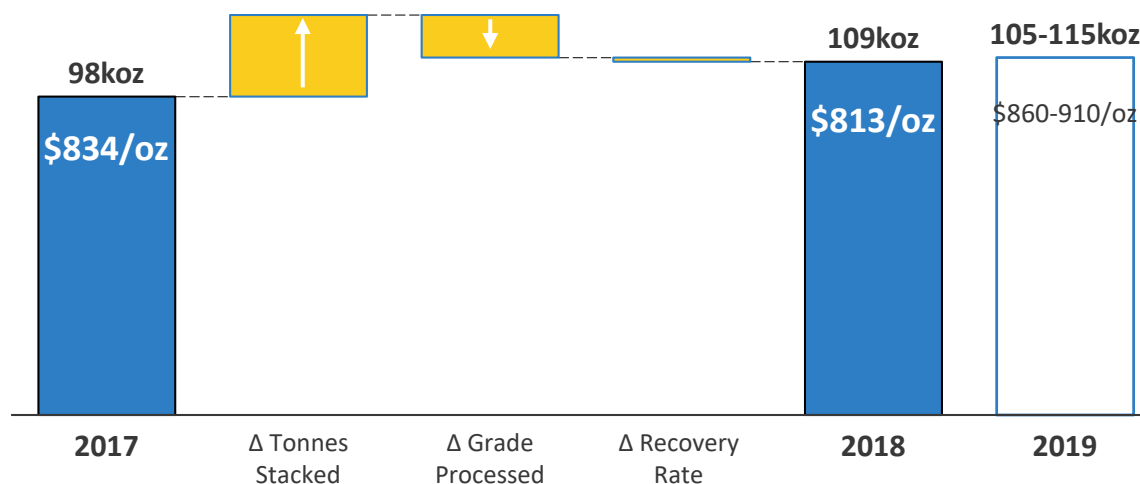 98koz
$834/oz
109koz
$813/oz
105-115koz
$860-910/oz
2017
Δ Tonnes
Stacked
Δ Grade
Processed
Δ Recovery
Rate
2018
2019